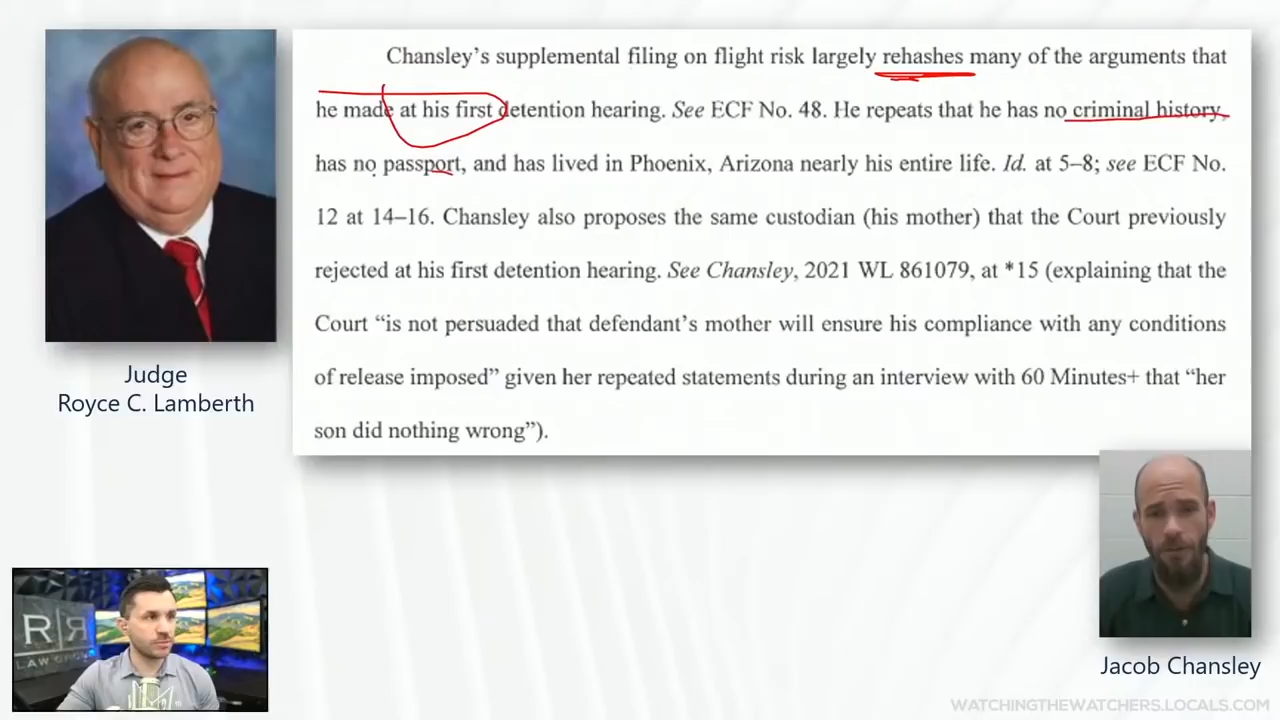 Chansley's supplemental filing on flight risk largely rehashes many of the arguments that
he made at his first detention hearing. See ECF No. 48. He repeats that he has no criminal history,
has no passport, and has lived in Phoenix, Arizona nearly his entire life. Id. at 5–8; see ECF No.
12 at 14–16. Chansley also proposes the same custodian (his mother) that the Court previously
rejected at his first detention hearing. See Chansley, 2021 WL 861079, at *15 (explaining that the
Court “is not persuaded that defendant’s mother will ensure his compliance with any conditions
of release imposed” given her repeated statements during an interview with 60 Minutes+ that “her
son did nothing wrong”).
Judge
Royce C. Lamberth
Jacob Chansley
R R
LAW GROUP
WATCHINGTHEWATCHERS.LOCALS.COM